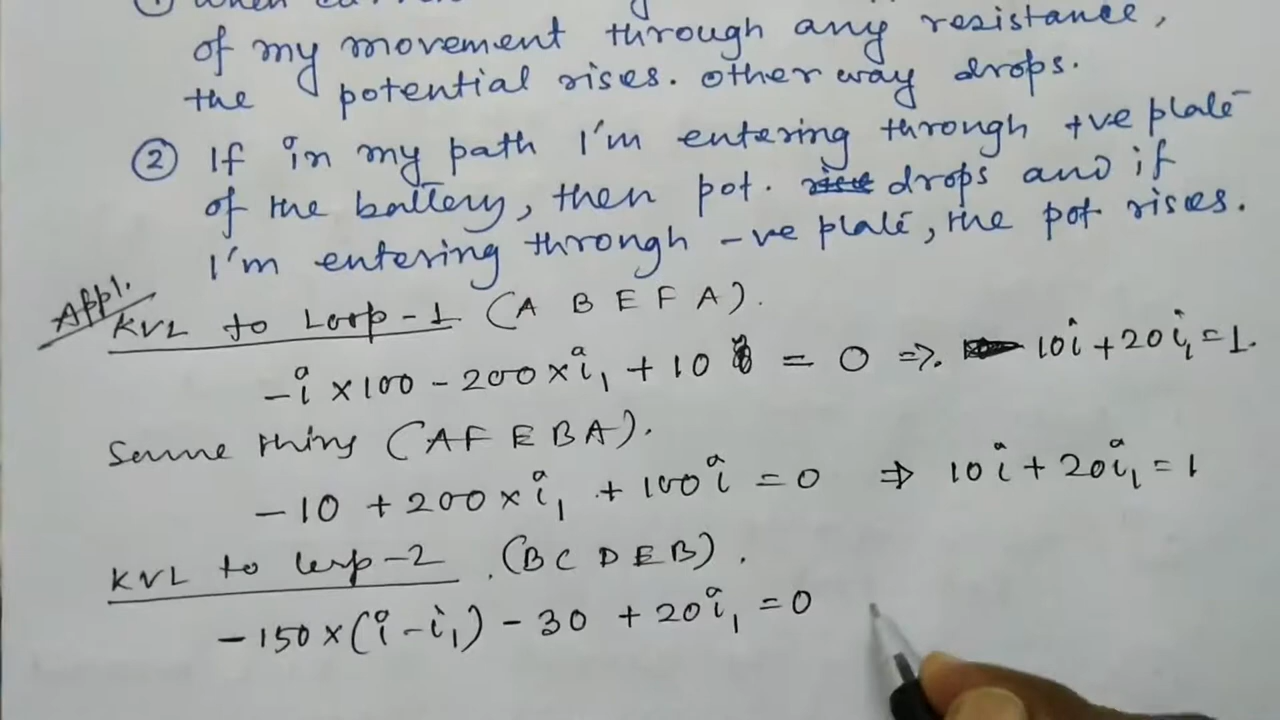 ① when
of my movement through any resistance,
the potential rises. other way drops.
② If in my path I'm entering through +ve plate
of the battery, then pot. drops and if
I'm entering through -ve plate, the pot rises.
Appl.
KVL to Loop-1 (A B E F A).
-i × 100 - 200 × i₁ + 10 = 0 ⇒ 10i + 20i₁ = 1.
Same thing (A F E B A).
-10 + 200 × i₁ + 100i = 0 ⇒ 10i + 20i₁ = 1
KVL to loop-2 (B C D E B).
-150 × (i - i₁) - 30 + 20i₁ = 0